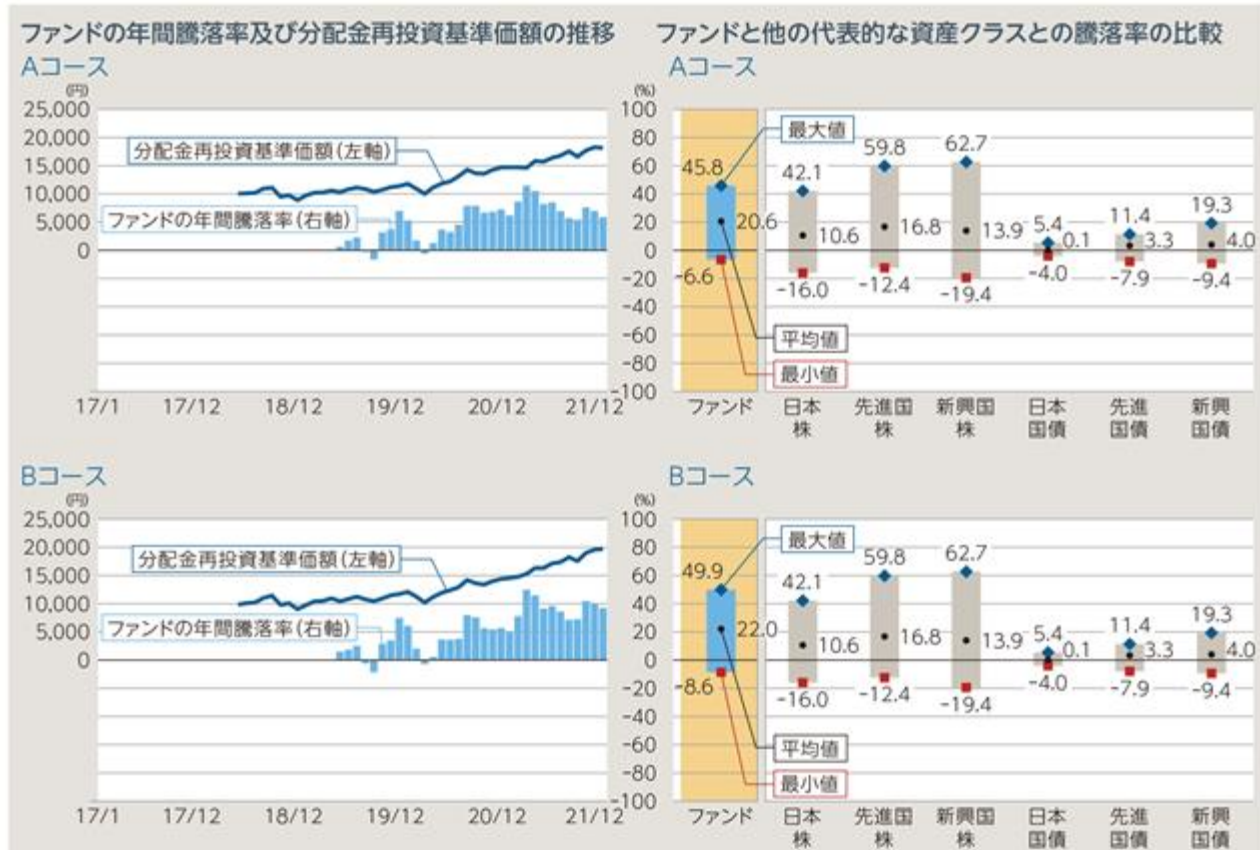 ファンドの年間騰落率及び分配金再投資基準価額の推移
Aコース
(円)
25,000
20,000
15,000
10,000
5,000
0
分配金再投資基準価額(左軸)
ファンドの年間騰落率(右軸)
(%)
100
80
60
40
20
0
-20
-40
-60
-80
-100
17/1 17/12 18/12 19/12 20/12 21/12
ファンドと他の代表的な資産クラスとの騰落率の比較
Aコース
最大値
45.8 42.1 59.8 62.7 5.4 11.4 19.3
20.6 10.6 16.8 13.9 0.1 3.3 4.0
-6.6 -16.0 -12.4 -19.4 -4.0 -7.9 -9.4
平均値
最小値
ファンド 日本 先進国 新興国 日本 先進 新興
株 株 株 国債 国債 国債
Bコース
(円)
25,000
20,000
15,000
10,000
5,000
0
分配金再投資基準価額(左軸)
ファンドの年間騰落率(右軸)
(%)
100
80
60
40
20
0
-20
-40
-60
-80
-100
17/1 17/12 18/12 19/12 20/12 21/12
Bコース
最大値
49.9 42.1 59.8 62.7 5.4 11.4 19.3
22.0 10.6 16.8 13.9 0.1 3.3 4.0
-8.6 -16.0 -12.4 -19.4 -4.0 -7.9 -9.4
平均値
最小値
ファンド 日本 先進国 新興国 日本 先進 新興
株 株 株 国債 国債 国債